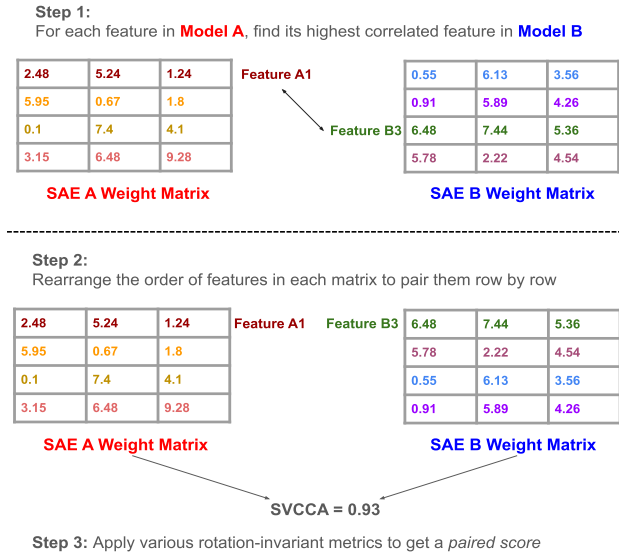 Step 1:
For each feature in Model A, find its highest correlated feature in Model B
2.48 5.24 1.24 Feature A1 0.55 6.13 3.56
5.95 0.67 1.8 0.91 5.89 4.26
0.1 7.4 4.1 Feature B3 6.48 7.44 5.36
3.15 6.48 9.28 5.78 2.22 4.54
SAE A Weight Matrix SAE B Weight Matrix
Step 2:
Rearrange the order of features in each matrix to pair them row by row
2.48 5.24 1.24 Feature A1 Feature B3 6.48 7.44 5.36
5.95 0.67 1.8 5.78 2.22 4.54
0.1 7.4 4.1 0.55 6.13 3.56
3.15 6.48 9.28 0.91 5.89 4.26
SAE A Weight Matrix SAE B Weight Matrix
SVCCA = 0.93
Step 3: Apply various rotation-invariant metrics to get a paired score